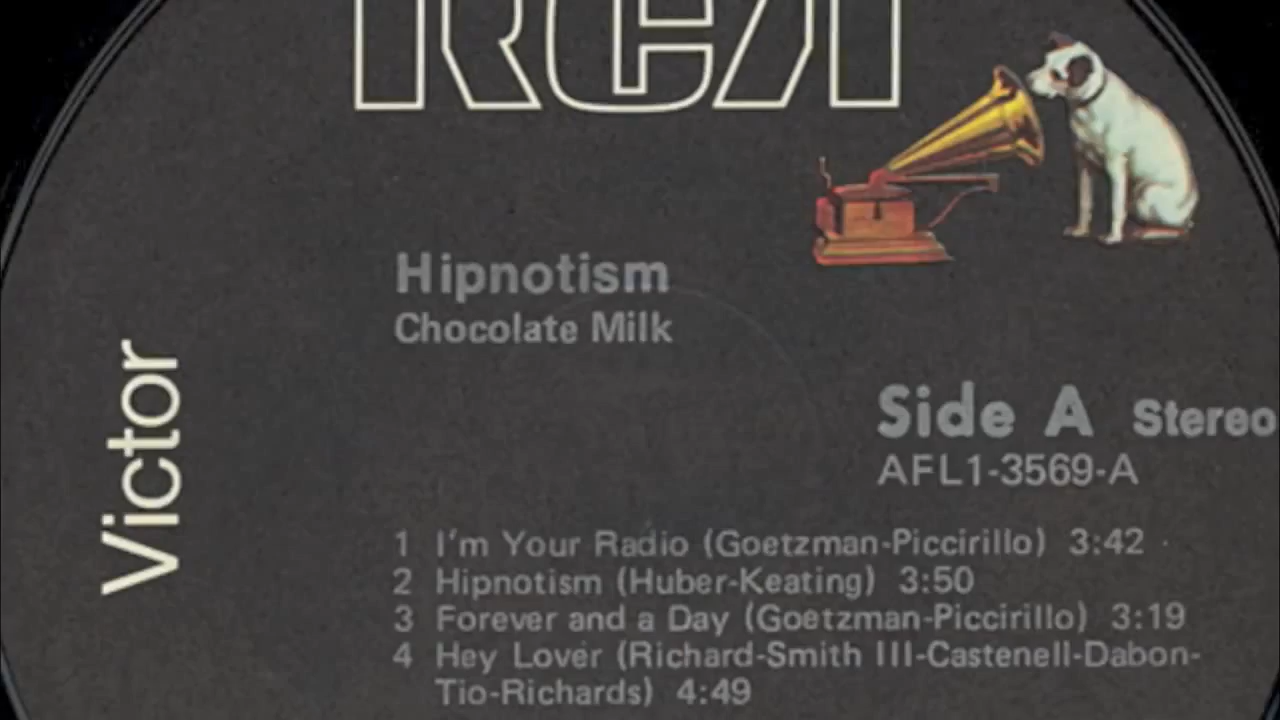 RCA
Hipnotism
Chocolate Milk
Victor
Side A Stereo
AFL1-3569-A
1 I'm Your Radio (Goetzman-Piccirillo) 3:42
2 Hipnotism (Huber-Keating) 3:50
3 Forever and a Day (Goetzman-Piccirillo) 3:19
4 Hey Lover (Richard-Smith III-Castenell-Dabon-
Tio-Richards) 4:49